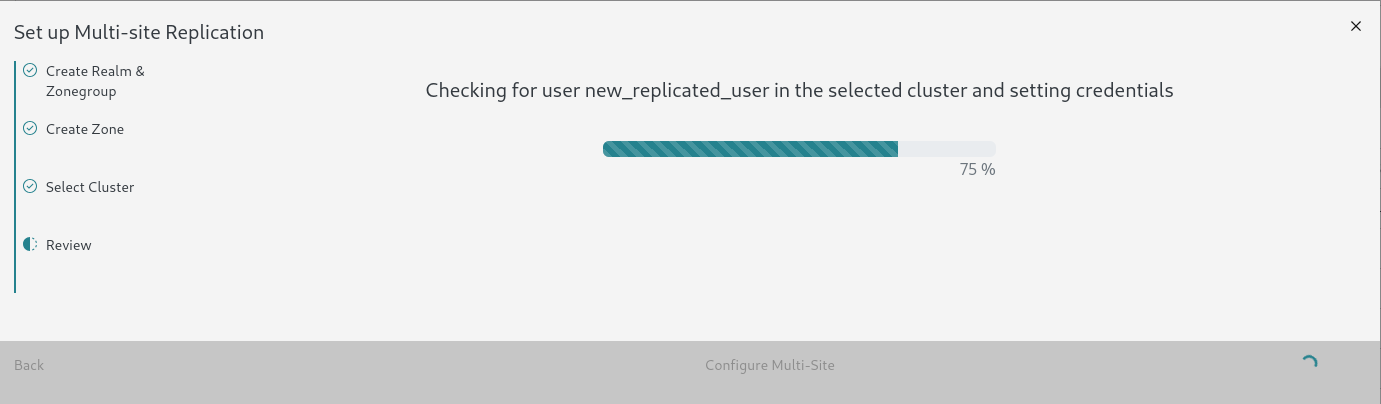 Set up Multi-site Replication
Create Realm &
Zonegroup
Create Zone
Select Cluster
Review
Checking for user new_replicated_user in the selected cluster and setting credentials
75 %
Back
Configure Multi-Site